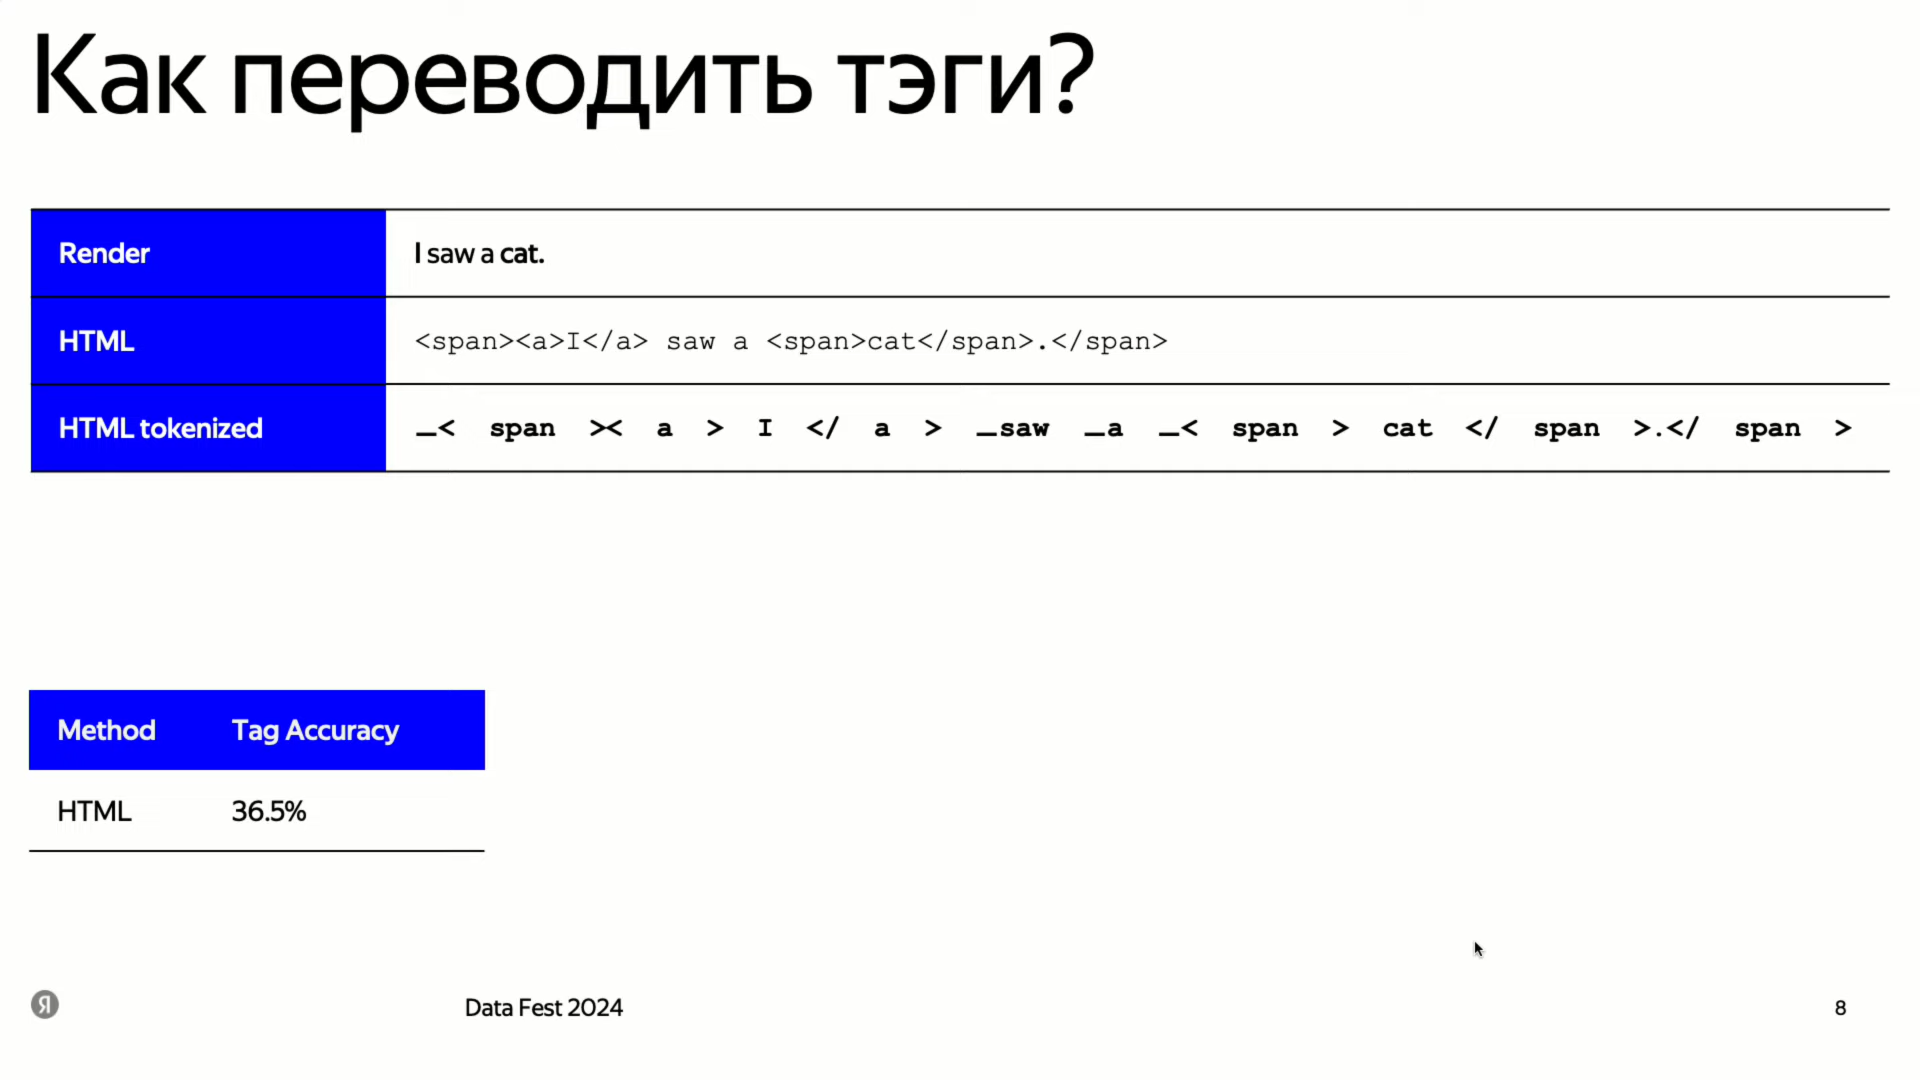 Как переводить тэги?
Render I saw a cat.
HTML <span><a>I</a> saw a <span>cat</span>.</span>
HTML tokenized _< span >< a > I </ a > _saw _a _< span > cat </ span >.</ span >
Method Tag Accuracy
HTML 36.5%
Я Data Fest 2024 8